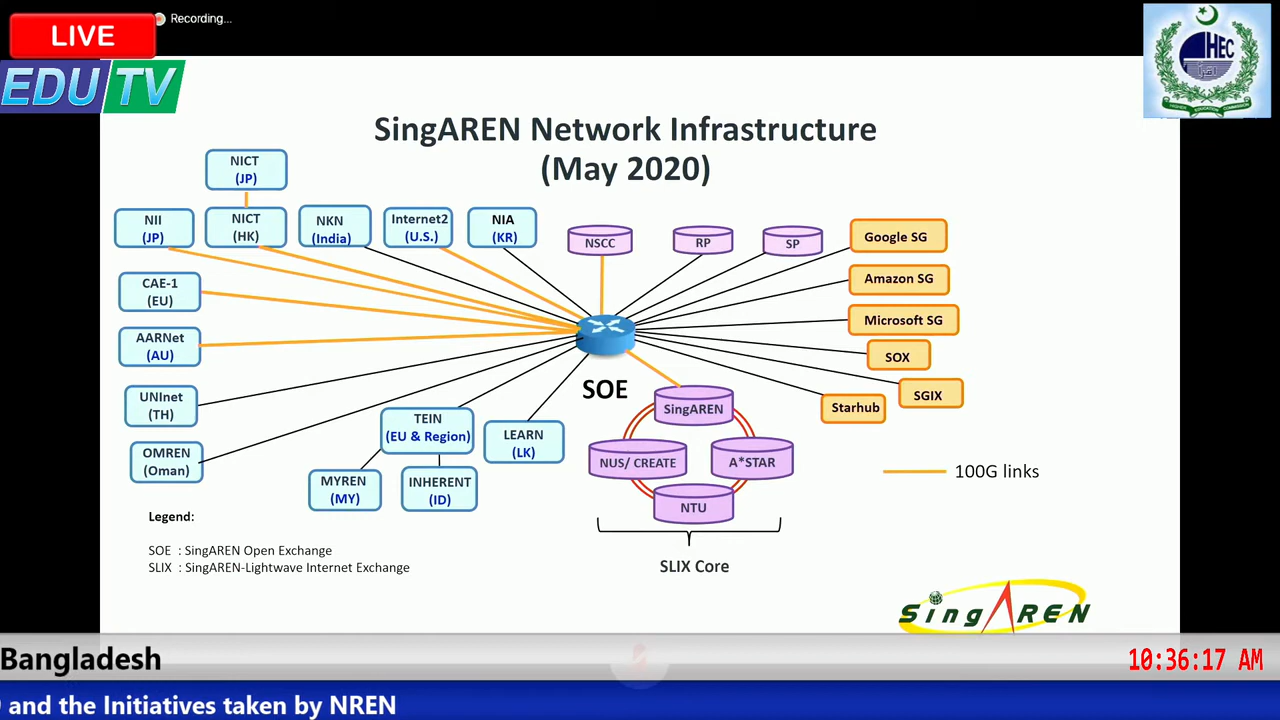 Recording...
LIVE
EDU TV
HEC
HIGHER EDUCATION COMMISSION
SingAREN Network Infrastructure
(May 2020)
NICT
(JP)
NII
(JP)
NICT
(HK)
NKN
(India)
Internet2
(U.S.)
NIA
(KR)
NSCC
RP
SP
Google SG
CAE-1
(EU)
Amazon SG
AARNet
(AU)
Microsoft SG
SOX
SGIX
Starhub
UNInet
(TH)
SOE
SingAREN
TEIN
(EU & Region)
LEARN
(LK)
OMREN
(Oman)
NUS/ CREATE
A*STAR
NTU
MYREN
(MY)
INHERENT
(ID)
100G links
SLIX Core
Legend:
SOE : SingAREN Open Exchange
SLIX : SingAREN-Lightwave Internet Exchange
SingAREN
Bangladesh
10:36:17 AM
and the Initiatives taken by NREN